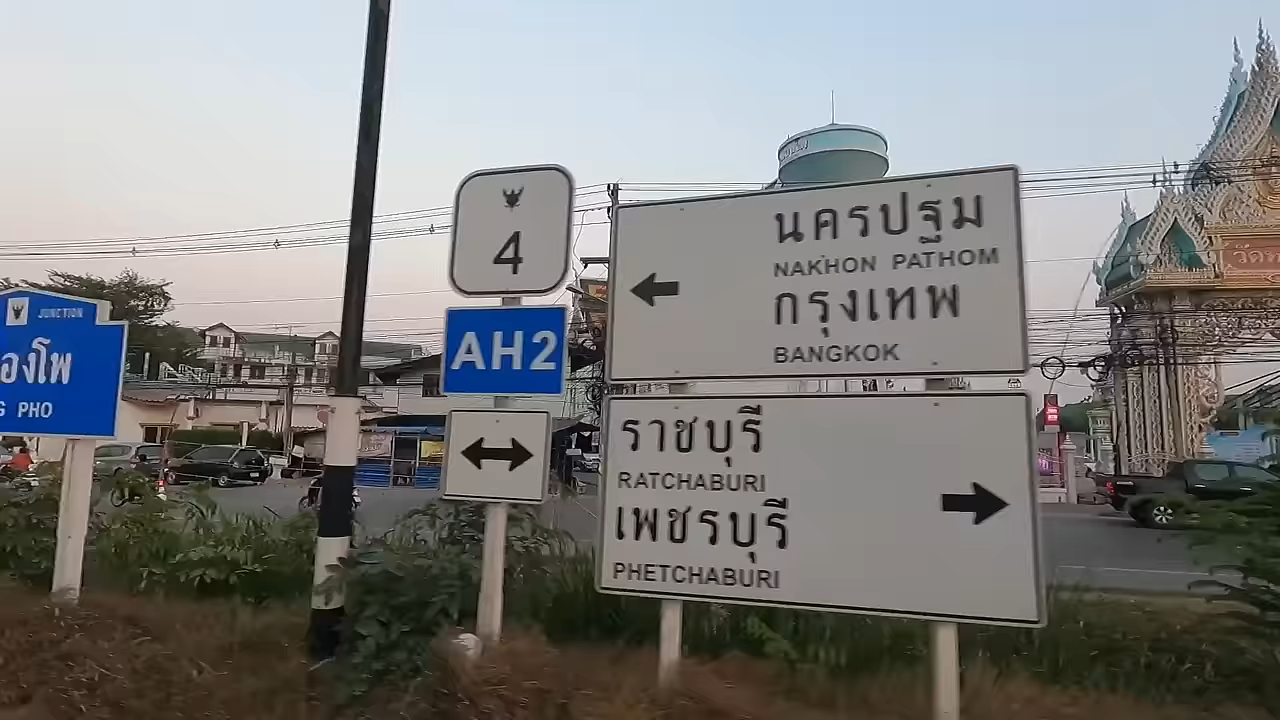 JUNCTION
องโพ
G PHO
4
AH2
นครปฐม
NAKHON PATHOM
กรุงเทพ
BANGKOK
ราชบุรี
RATCHABURI
เพชรบุรี
PHETCHABURI